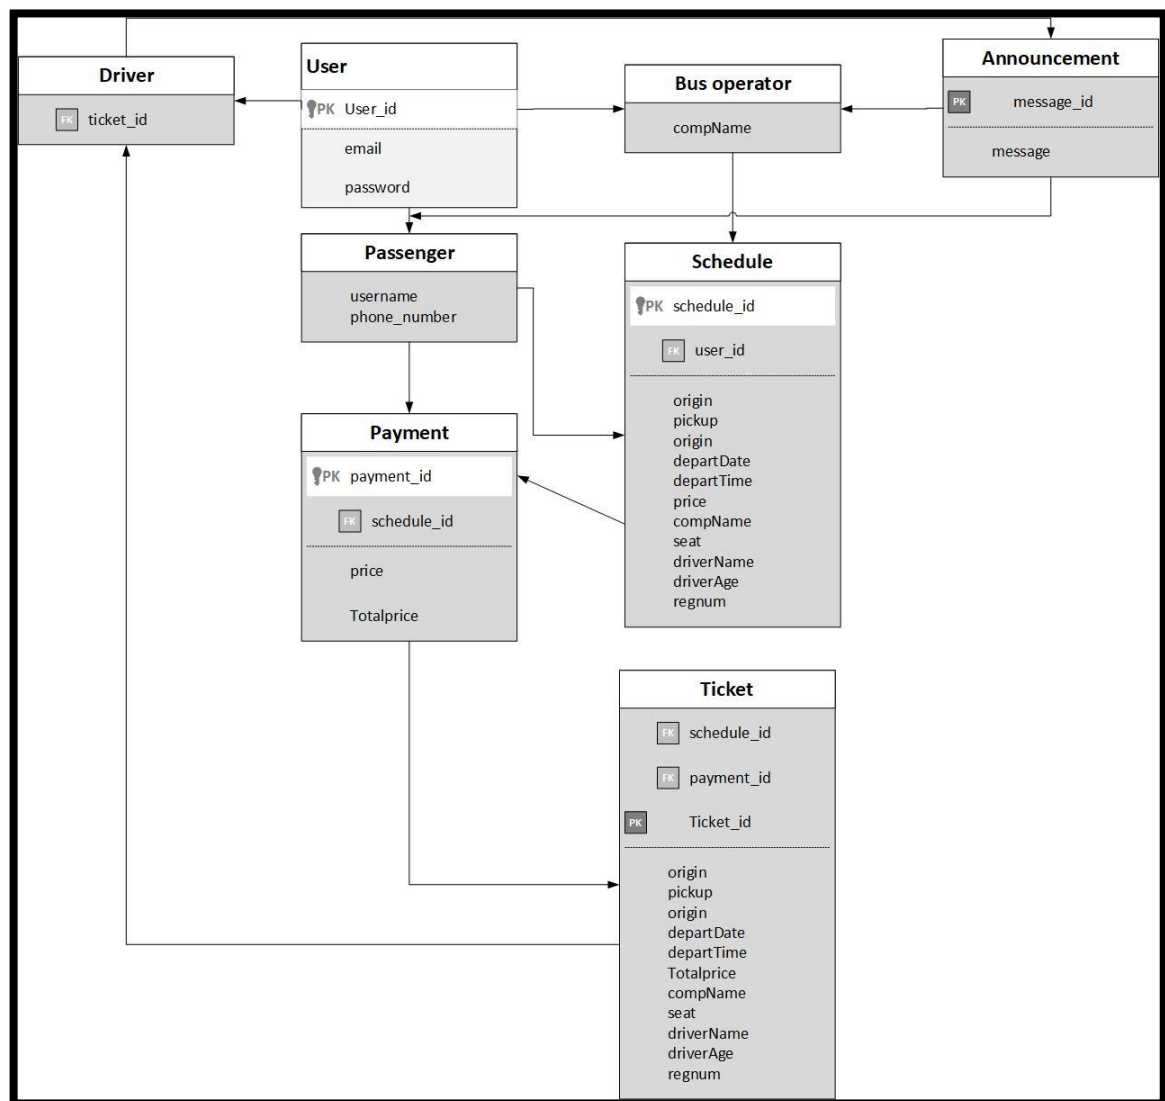 Driver
FK ticket_id
User
PK User_id
email
password
Bus operator
compName
Announcement
PK message_id
message
Passenger
username
phone_number
Schedule
PK schedule_id
FK user_id
origin
pickup
origin
departDate
departTime
price
compName
seat
driverName
driverAge
regnum
Payment
PK payment_id
FK schedule_id
price
Totalprice
Ticket
FK schedule_id
FK payment_id
PK Ticket_id
origin
pickup
origin
departDate
departTime
Totalprice
compName
seat
driverName
driverAge
regnum